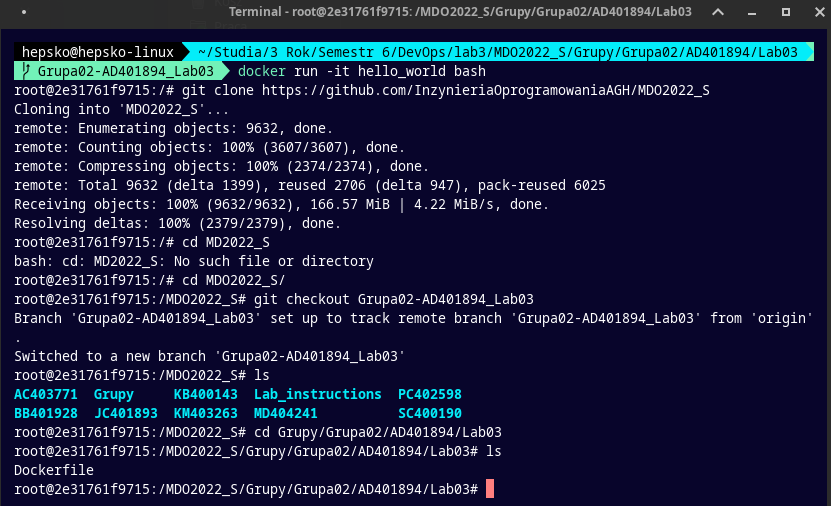 Terminal - root@2e31761f9715: /MDO2022_S/Grupy/Grupa02/AD401894/Lab03
hepsko@hepsko-linux ~/Studia/3 Rok/Semestr 6/DevOps/lab3/MDO2022_S/Grupy/Grupa02/AD401894/Lab03
Grupa02-AD401894_Lab03 docker run -it hello_world bash
root@2e31761f9715:/# git clone https://github.com/InzynieriaOprogramowaniaAGH/MDO2022_S
Cloning into 'MDO2022_S'...
remote: Enumerating objects: 9632, done.
remote: Counting objects: 100% (3607/3607), done.
remote: Compressing objects: 100% (2374/2374), done.
remote: Total 9632 (delta 1399), reused 2706 (delta 947), pack-reused 6025
Receiving objects: 100% (9632/9632), 166.57 MiB | 4.22 MiB/s, done.
Resolving deltas: 100% (2379/2379), done.
root@2e31761f9715:/# cd MD2022_S
bash: cd: MD2022_S: No such file or directory
root@2e31761f9715:/# cd MDO2022_S/
root@2e31761f9715:/MDO2022_S# git checkout Grupa02-AD401894_Lab03
Branch 'Grupa02-AD401894_Lab03' set up to track remote branch 'Grupa02-AD401894_Lab03' from 'origin'
.
Switched to a new branch 'Grupa02-AD401894_Lab03'
root@2e31761f9715:/MDO2022_S# ls
AC403771 Grupy KB400143 Lab_instructions PC402598
BB401928 JC401893 KM403263 MD404241 SC400190
root@2e31761f9715:/MDO2022_S# cd Grupy/Grupa02/AD401894/Lab03
root@2e31761f9715:/MDO2022_S/Grupy/Grupa02/AD401894/Lab03# ls
Dockerfile
root@2e31761f9715:/MDO2022_S/Grupy/Grupa02/AD401894/Lab03#